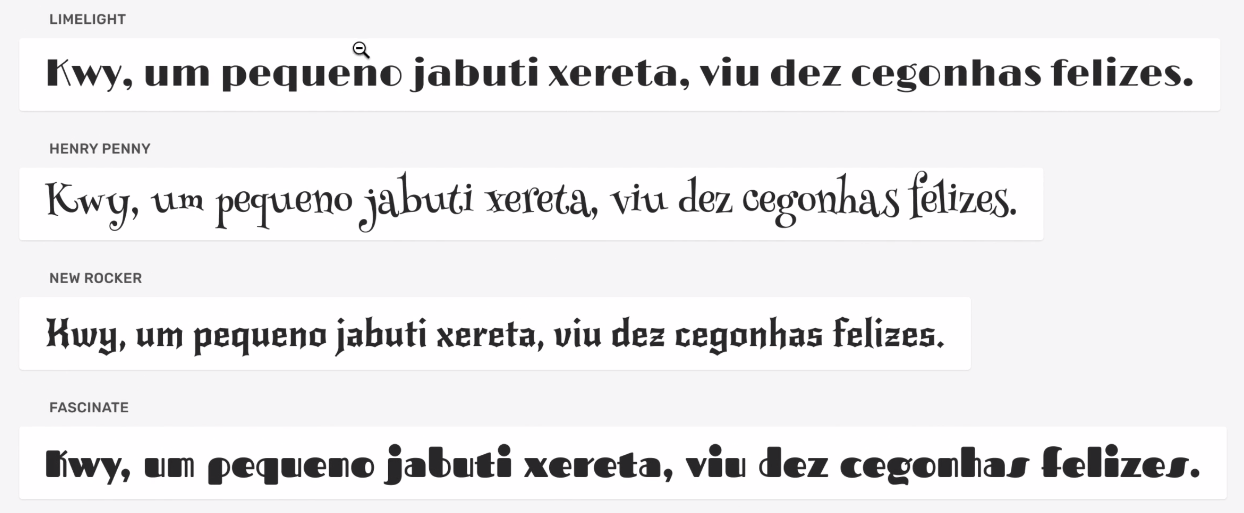 LIMELIGHT
Kwy, um pequeno jabuti xereta, viu dez cegonhas felizes.
HENRY PENNY
Kwy, um pequeno jabuti xereta, viu dez cegonhas felizes.
NEW ROCKER
Kwy, um pequeno jabuti xereta, viu dez cegonhas felizes.
FASCINATE
Kwy, um pequeno jabuti xereta, viu dez cegonhas felizes.